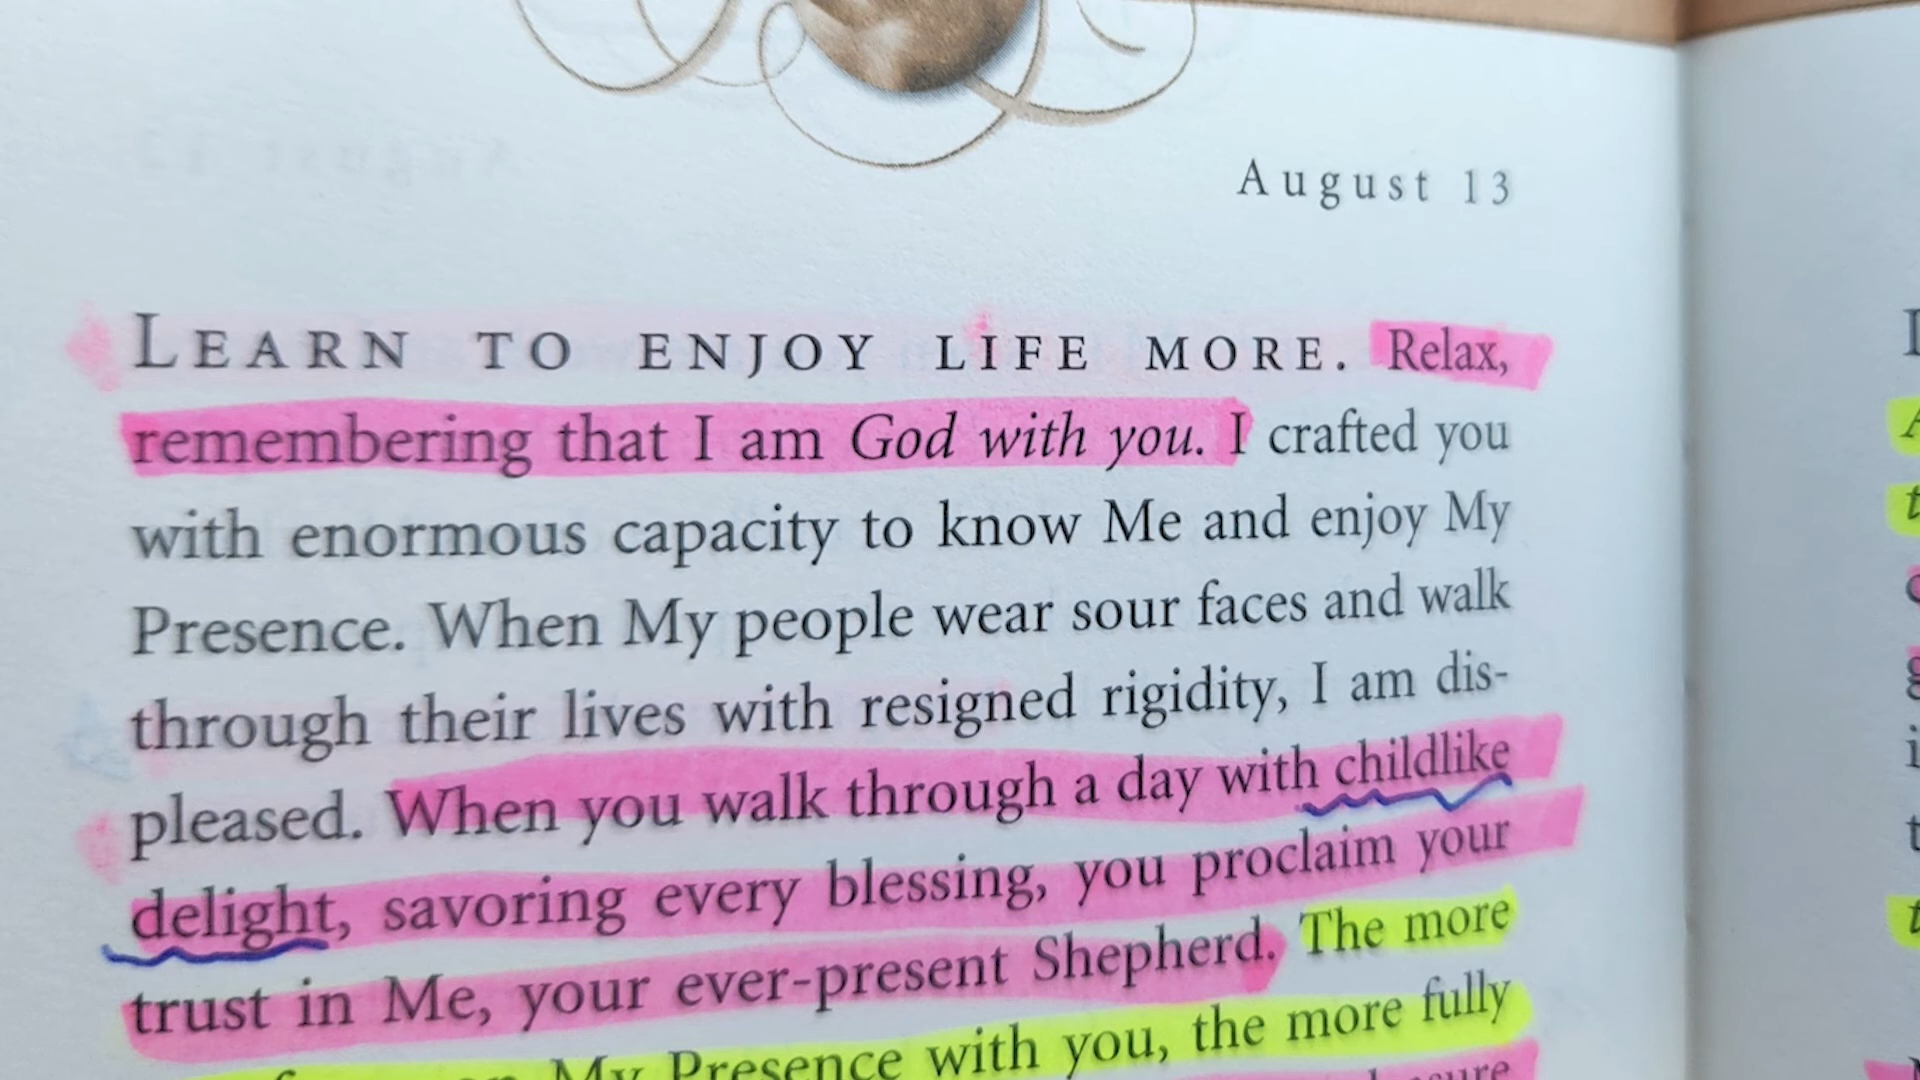 August 13
LEARN TO ENJOY LIFE MORE. Relax,
remembering that I am God with you. I crafted you
with enormous capacity to know Me and enjoy My
Presence. When My people wear sour faces and walk
through their lives with resigned rigidity, I am dis-
pleased. When you walk through a day with childlike
delight, savoring every blessing, you proclaim your
trust in Me, your ever-present Shepherd. The more
My Presence with you, the more fully